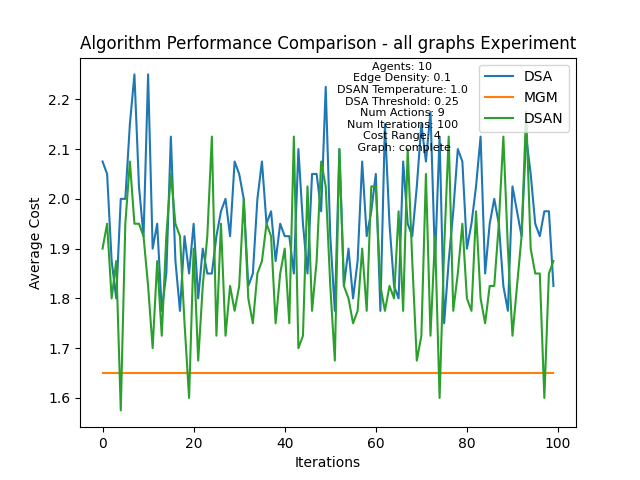 Algorithm Performance Comparison - all graphs Experiment
Agents: 10
Edge Density: 0.1
DSAN Temperature: 1.0
DSA Threshold: 0.25
Num Actions: 9
Num Iterations: 100
Cost Range: 4
Graph: complete
DSA
MGM
DSAN
Average Cost
2.2
2.1
2.0
1.9
1.8
1.7
1.6
0
20
40
60
80
100
Iterations